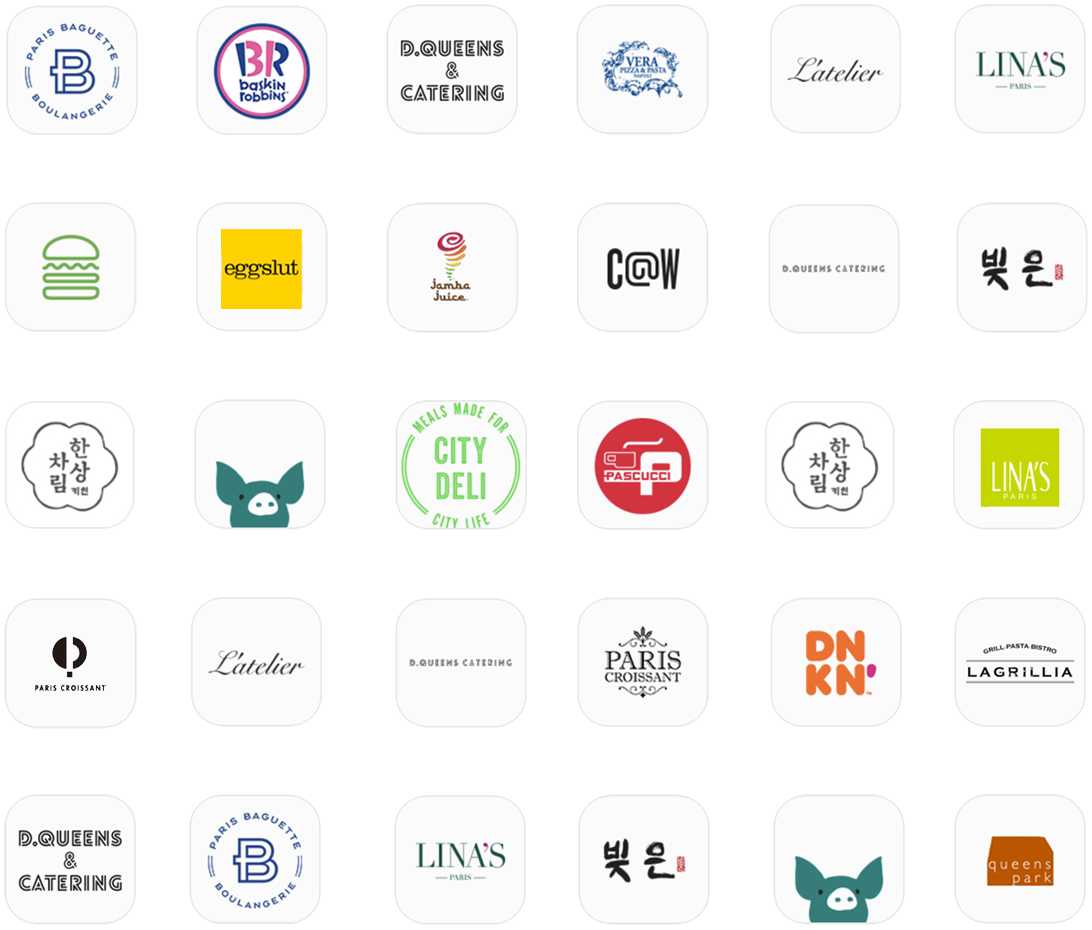 PARIS BAGUETTE
B
BOULANGERIE
BR
baskin
robbins
D.QUEENS
&
CATERING
VERA
PIZZA & PASTA
NAPOLI
L'atelier
LINA'S
PARIS
eggslut
Jamba
Juice
C@W
D.QUEENS CATERING
빚은
한상
차림
키친
MEALS MADE FOR
CITY
DELI
CITY LIFE
P
PASCUCCI
한상
차림
키친
LINA'S
PARIS
PARIS CROISSANT
L'atelier
D.QUEENS CATERING
PARIS
CROISSANT
DN
KN'
GRILL PASTA BISTRO
LAGRILLIA
D.QUEENS
&
CATERING
PARIS BAGUETTE
B
BOULANGERIE
LINA'S
PARIS
빚은
queens
park